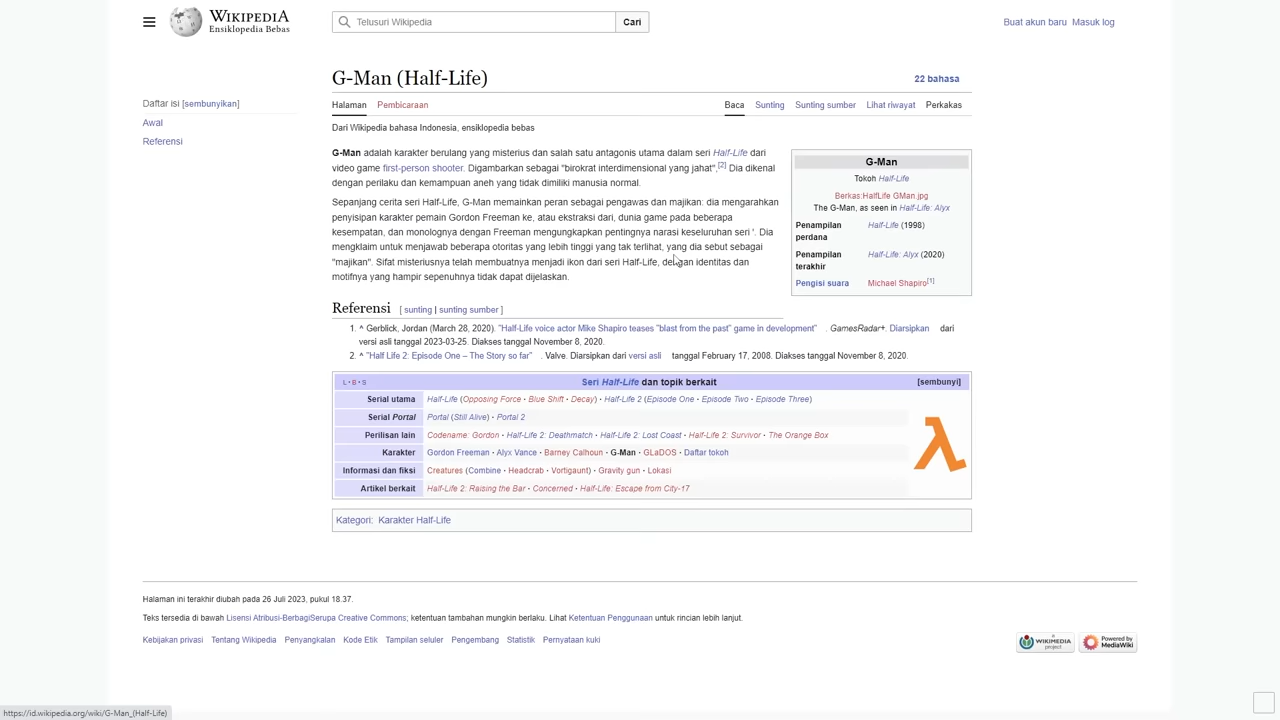 WIKIPEDIA
Ensiklopedia Bebas
Telusuri Wikipedia
Cari
Buat akun baru Masuk log
G-Man (Half-Life)
22 bahasa
Daftar isi [sembunyikan]
Awal
Referensi
Halaman Pembicaraan
Baca Sunting Sunting sumber Lihat riwayat Perkakas
Dari Wikipedia bahasa Indonesia, ensiklopedia bebas
G-Man adalah karakter berulang yang misterius dan salah satu antagonis utama dalam seri Half-Life dari
video game first-person shooter. Digambarkan sebagai "birokrat interdimensional yang jahat",[2] Dia dikenal
dengan perilaku dan kemampuan aneh yang tidak dimiliki manusia normal.
Sepanjang cerita seri Half-Life, G-Man memainkan peran sebagai pengawas dan majikan: dia mengarahkan
penyisipan karakter pemain Gordon Freeman ke, atau ekstraksi dari, dunia game pada beberapa
kesempatan, dan monolognya dengan Freeman mengungkapkan pentingnya narasi keseluruhan seri '. Dia
mengklaim untuk menjawab beberapa otoritas yang lebih tinggi yang tak terlihat, yang dia sebut sebagai
"majikan". Sifat misteriusnya telah membuatnya menjadi ikon dari seri Half-Life, dengan identitas dan
motifnya yang hampir sepenuhnya tidak dapat dijelaskan.
G-Man
Tokoh Half-Life
Berkas:HalfLife GMan.jpg
The G-Man, as seen in Half-Life: Alyx
Penampilan perdana Half-Life (1998)
Penampilan terakhir Half-Life: Alyx (2020)
Pengisi suara Michael Shapiro[1]
Referensi [ sunting | sunting sumber ]
1. ^ Gerblick, Jordan (March 28, 2020). "Half-Life voice actor Mike Shapiro teases "blast from the past" game in development" . GamesRadar+. Diarsipkan dari
versi asli tanggal 2023-03-25. Diakses tanggal November 8, 2020.
2. ^ "Half Life 2: Episode One – The Story so far" . Valve. Diarsipkan dari versi asli tanggal February 17, 2008. Diakses tanggal November 8, 2020.
L · B · S Seri Half-Life dan topik berkait [sembunyi]
Serial utama Half-Life (Opposing Force · Blue Shift · Decay) · Half-Life 2 (Episode One · Episode Two · Episode Three)
Serial Portal Portal (Still Alive) · Portal 2
Perilisan lain Codename: Gordon · Half-Life 2: Deathmatch · Half-Life 2: Lost Coast · Half-Life 2: Survivor · The Orange Box
Karakter Gordon Freeman · Alyx Vance · Barney Calhoun · G-Man · GLaDOS · Daftar tokoh
Informasi dan fiksi Creatures (Combine · Headcrab · Vortigaunt) · Gravity gun · Lokasi
Artikel berkait Half-Life 2: Raising the Bar · Concerned · Half-Life: Escape from City-17
Kategori: Karakter Half-Life
Halaman ini terakhir diubah pada 26 Juli 2023, pukul 18.37.
Teks tersedia di bawah Lisensi Atribusi-BerbagiSerupa Creative Commons; ketentuan tambahan mungkin berlaku. Lihat Ketentuan Penggunaan untuk rincian lebih lanjut.
Kebijakan privasi Tentang Wikipedia Penyangkalan Kode Etik Tampilan seluler Pengembang Statistik Pernyataan kuki
A WIKIMEDIA project
Powered by MediaWiki
https://id.wikipedia.org/wiki/G-Man_(Half-Life)